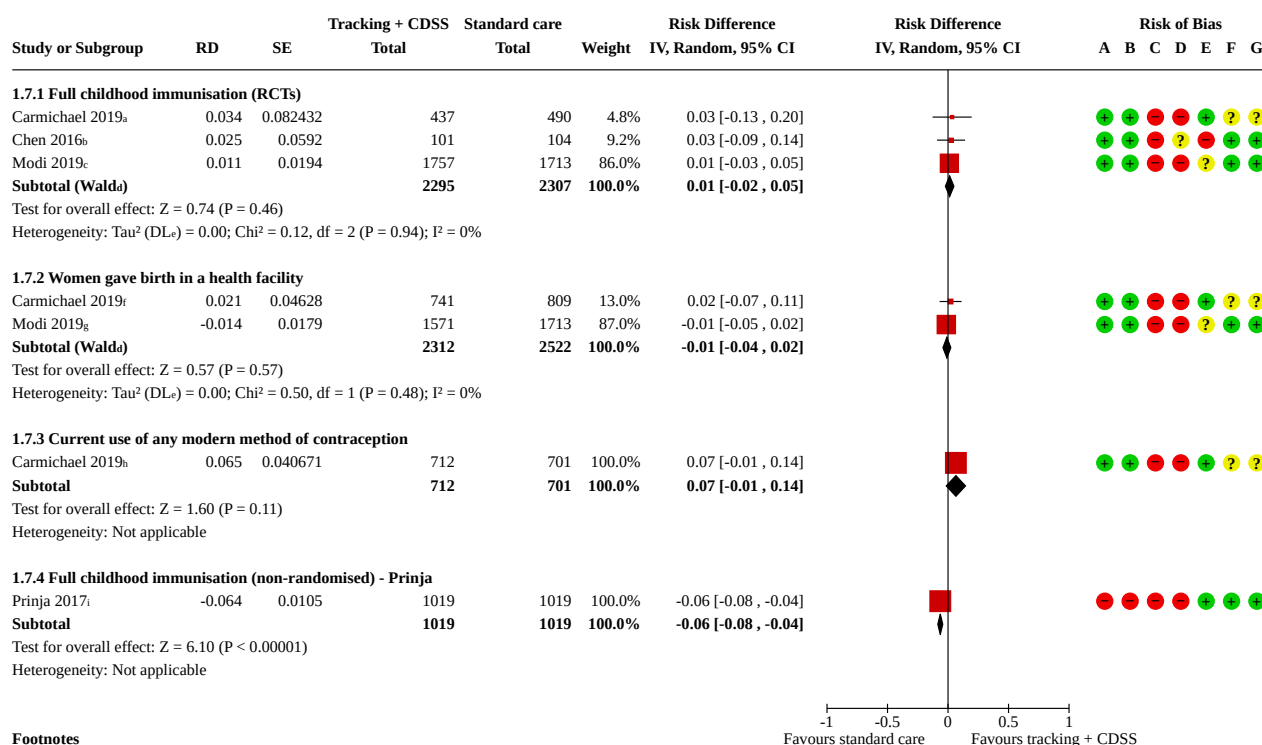 Tracking + CDSS Standard care Risk Difference Risk Difference Risk of Bias
Study or Subgroup RD SE Total Total Weight IV, Random, 95% CI IV, Random, 95% CI A B C D E F G
1.7.1 Full childhood immunisation (RCTs)
Carmichael 2019a 0.034 0.082432 437 490 4.8% 0.03 [-0.13 , 0.20] + + − − + ? ?
Chen 2016b 0.025 0.0592 101 104 9.2% 0.03 [-0.09 , 0.14] + + − ? − + +
Modi 2019c 0.011 0.0194 1757 1713 86.0% 0.01 [-0.03 , 0.05] + + − − ? + +
Subtotal (Waldd) 2295 2307 100.0% 0.01 [-0.02 , 0.05]
Test for overall effect: Z = 0.74 (P = 0.46)
Heterogeneity: Tau² (DLe) = 0.00; Chi² = 0.12, df = 2 (P = 0.94); I² = 0%
1.7.2 Women gave birth in a health facility
Carmichael 2019f 0.021 0.04628 741 809 13.0% 0.02 [-0.07 , 0.11] + + − − + ? ?
Modi 2019g -0.014 0.0179 1571 1713 87.0% -0.01 [-0.05 , 0.02] + + − − ? + +
Subtotal (Waldd) 2312 2522 100.0% -0.01 [-0.04 , 0.02]
Test for overall effect: Z = 0.57 (P = 0.57)
Heterogeneity: Tau² (DLe) = 0.00; Chi² = 0.50, df = 1 (P = 0.48); I² = 0%
1.7.3 Current use of any modern method of contraception
Carmichael 2019h 0.065 0.040671 712 701 100.0% 0.07 [-0.01 , 0.14] + + − − + ? ?
Subtotal 712 701 100.0% 0.07 [-0.01 , 0.14]
Test for overall effect: Z = 1.60 (P = 0.11)
Heterogeneity: Not applicable
1.7.4 Full childhood immunisation (non-randomised) - Prinja
Prinja 2017i -0.064 0.0105 1019 1019 100.0% -0.06 [-0.08 , -0.04] − − − − + + +
Subtotal 1019 1019 100.0% -0.06 [-0.08 , -0.04]
Test for overall effect: Z = 6.10 (P < 0.00001)
Heterogeneity: Not applicable
-1 -0.5 0 0.5 1
Footnotes Favours standard care Favours tracking + CDSS